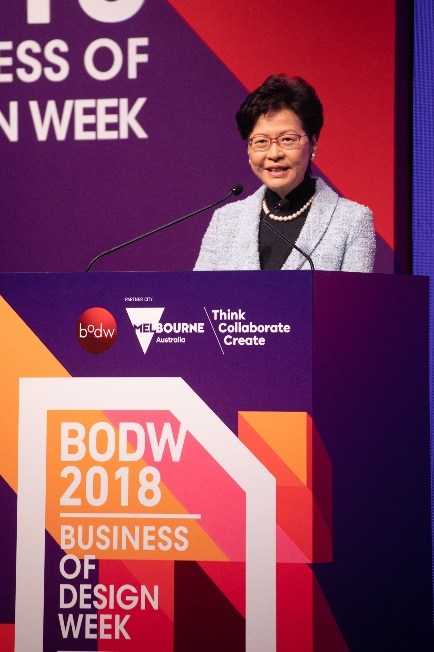 ESS OF
N WEEK
PARTNER CITY
bodw
MELBOURNE
Australia
Think
Collaborate
Create
BODW
2018
BUSINESS
OF
DESIGN
WEEK